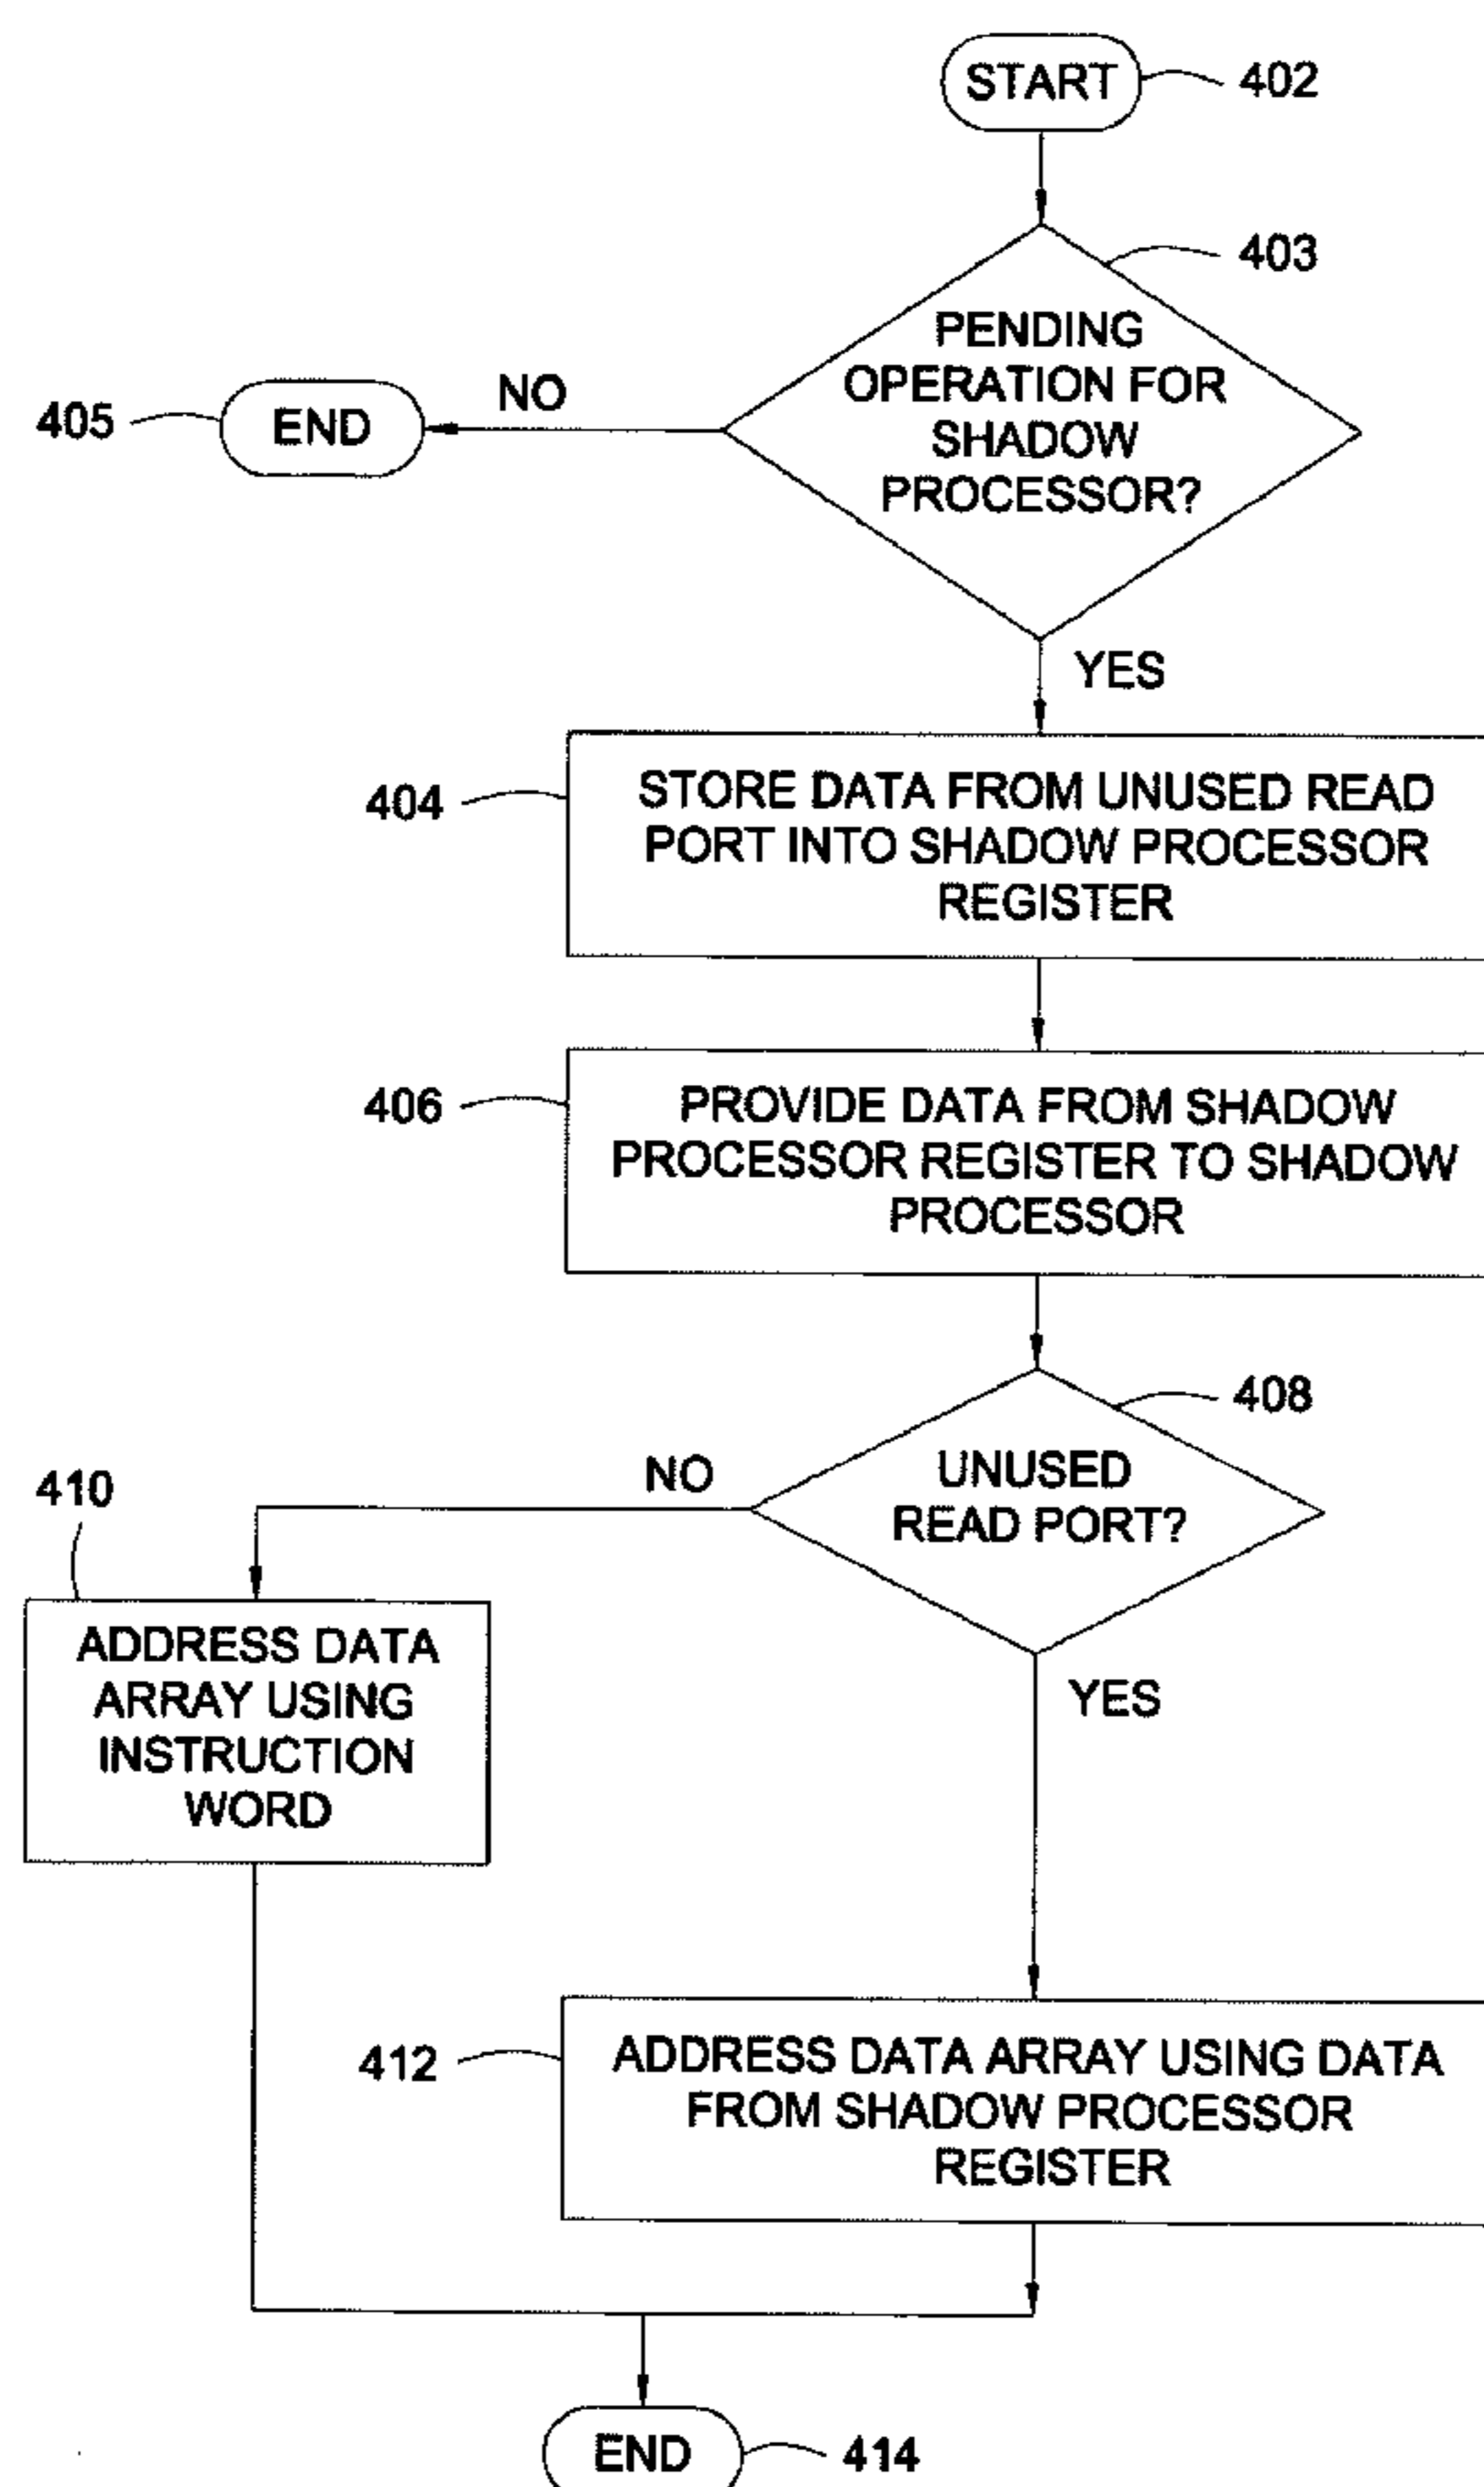 START
402
403
PENDING
OPERATION FOR
SHADOW
PROCESSOR?
NO
405
END
YES
404
STORE DATA FROM UNUSED READ
PORT INTO SHADOW PROCESSOR
REGISTER
406
PROVIDE DATA FROM SHADOW
PROCESSOR REGISTER TO SHADOW
PROCESSOR
408
UNUSED
READ PORT?
NO
410
ADDRESS DATA
ARRAY USING
INSTRUCTION
WORD
YES
412
ADDRESS DATA ARRAY USING DATA
FROM SHADOW PROCESSOR
REGISTER
END
414